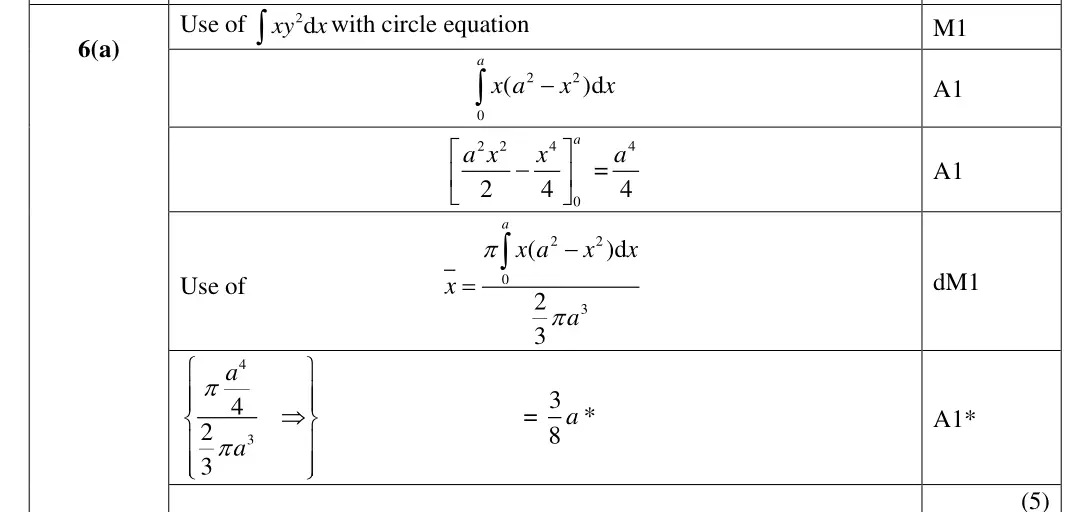 6(a)
Use of ∫xy²dx with circle equation M1
∫₀ᵃ x(a² − x²)dx A1
[a²x²/2 − x⁴/4]₀ᵃ = a⁴/4 A1
Use of x̄ = π∫₀ᵃ x(a² − x²)dx / (2/3 πa³) dM1
{π a⁴/4 / (2/3 πa³) ⇒} = 3/8 a * A1*
(5)